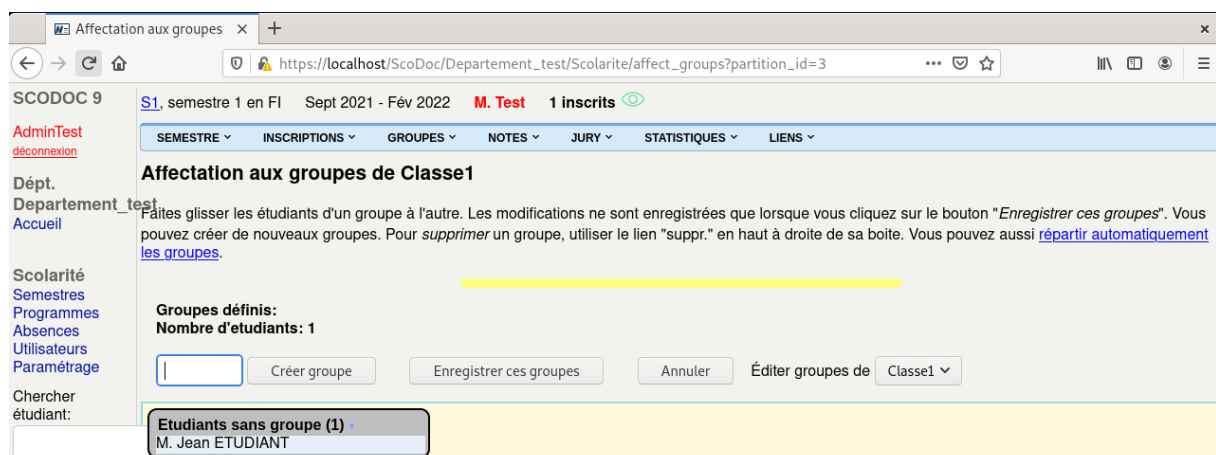 Affectation aux groupes
https://localhost/ScoDoc/Departement_test/Scolarite/affect_groups?partition_id=3
SCODOC 9
AdminTest
déconnexion
Dépt.
Departement_test
Accueil
Scolarité
Semestres
Programmes
Absences
Utilisateurs
Paramétrage
Chercher
étudiant:
S1, semestre 1 en FI Sept 2021 - Fév 2022 M. Test 1 inscrits
SEMESTRE INSCRIPTIONS GROUPES NOTES JURY STATISTIQUES LIENS
Affectation aux groupes de Classe1
Faites glisser les étudiants d'un groupe à l'autre. Les modifications ne sont enregistrées que lorsque vous cliquez sur le bouton "Enregistrer ces groupes". Vous
pouvez créer de nouveaux groupes. Pour supprimer un groupe, utiliser le lien "suppr." en haut à droite de sa boite. Vous pouvez aussi répartir automatiquement
les groupes.
Groupes définis:
Nombre d'etudiants: 1
Créer groupe Enregistrer ces groupes Annuler Éditer groupes de Classe1
Etudiants sans groupe (1)
M. Jean ETUDIANT